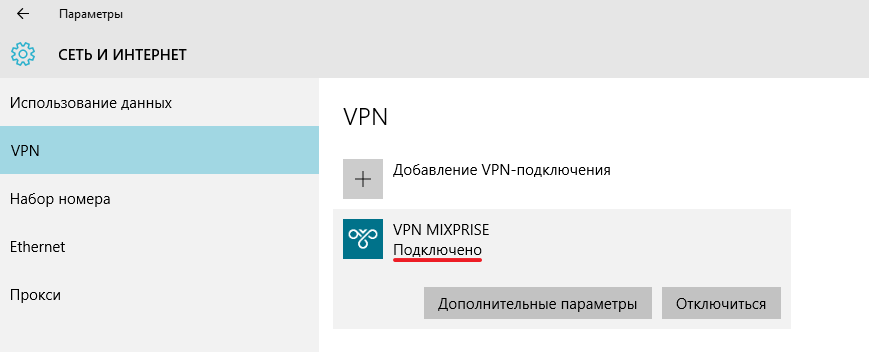 Параметры
СЕТЬ И ИНТЕРНЕТ
Использование данных
VPN
Набор номера
Ethernet
Прокси
VPN
Добавление VPN-подключения
VPN MIXPRISE
Подключено
Дополнительные параметры
Отключиться